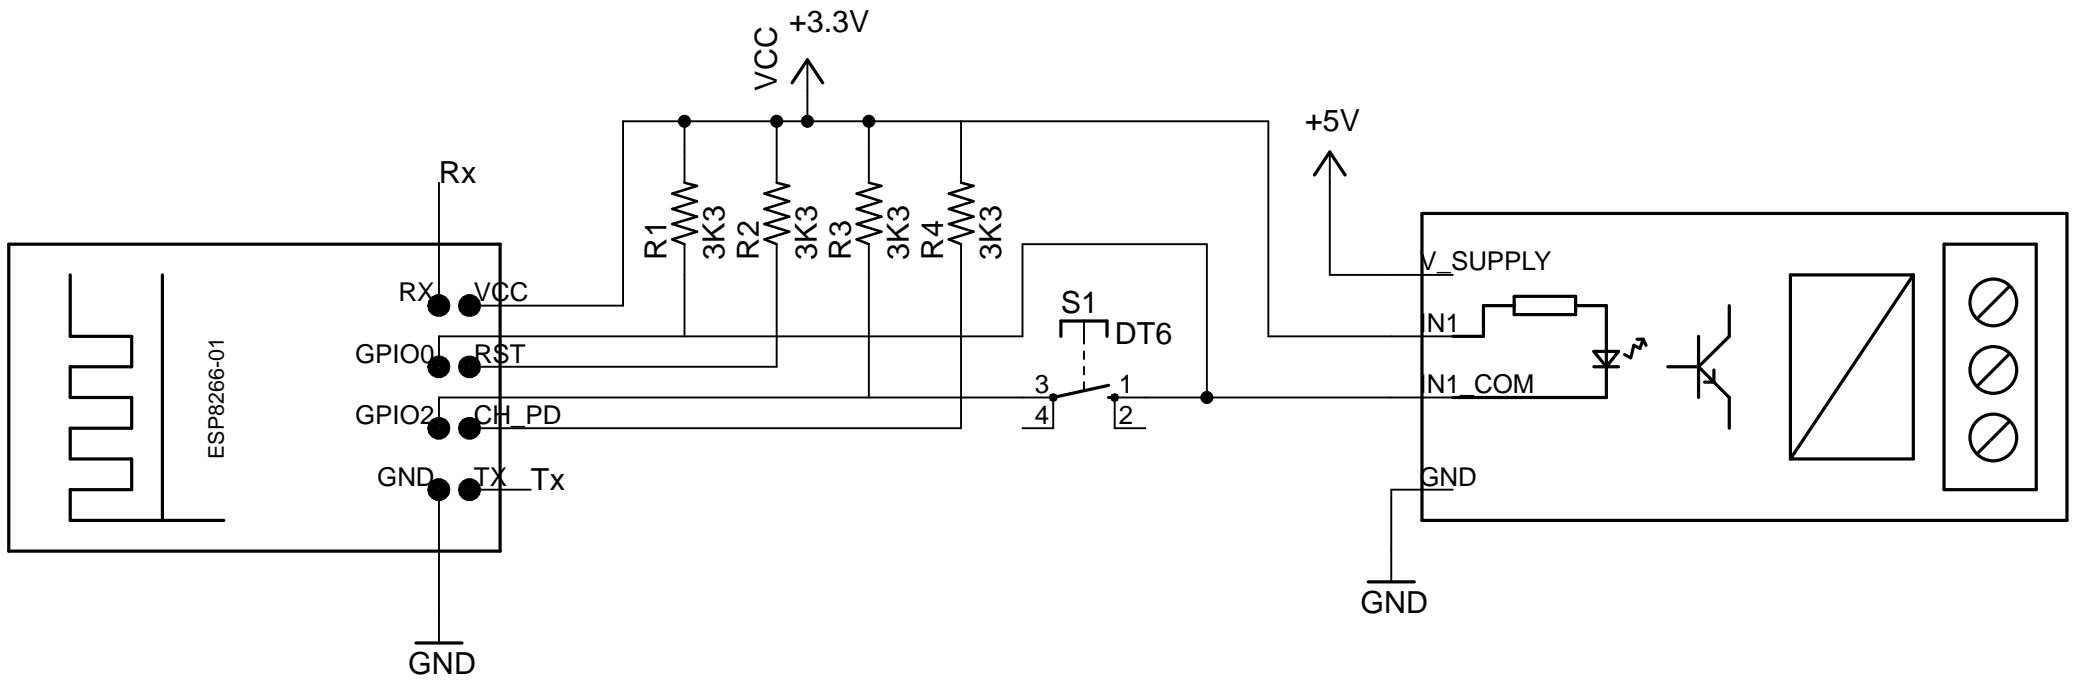 +3.3V
VCC
+5V
Rx
R1
3K3
R2
3K3
R3
3K3
R4
3K3
V_SUPPLY
RX
VCC
S1
DT6
IN1
GPIO0
RST
ESP8266-01
3
1
IN1_COM
GPIO2
CH_PD
4
2
GND
TX
Tx
GND
GND
GND